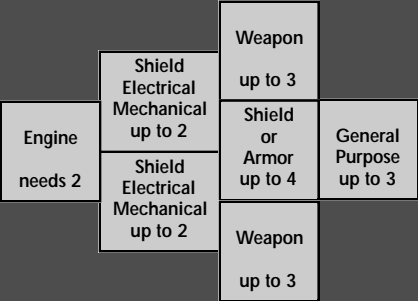 Engine
needs 2
Shield
Electrical
Mechanical
up to 2
Shield
Electrical
Mechanical
up to 2
Weapon
up to 3
Shield
or
Armor
up to 4
Weapon
up to 3
General
Purpose
up to 3